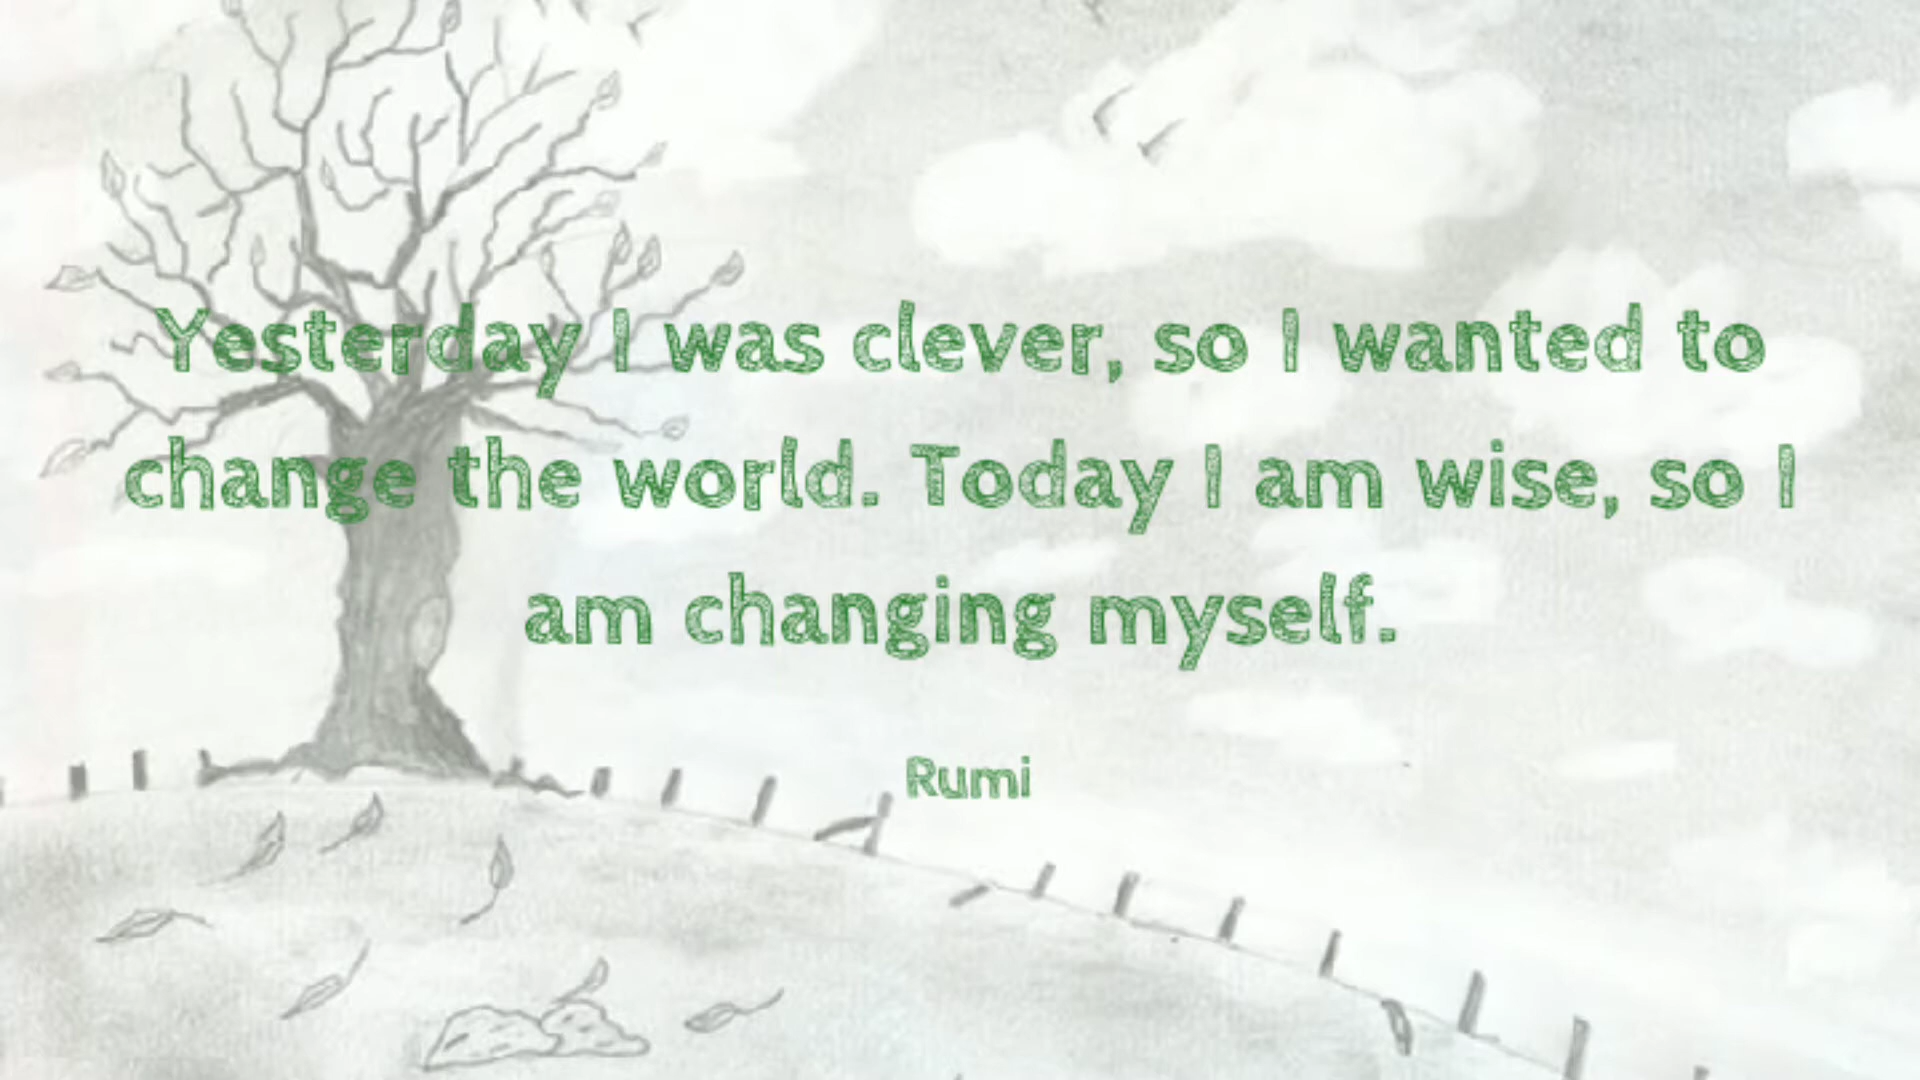 Yesterday I was clever, so I wanted to
change the world. Today I am wise, so I
am changing myself.
Rumi